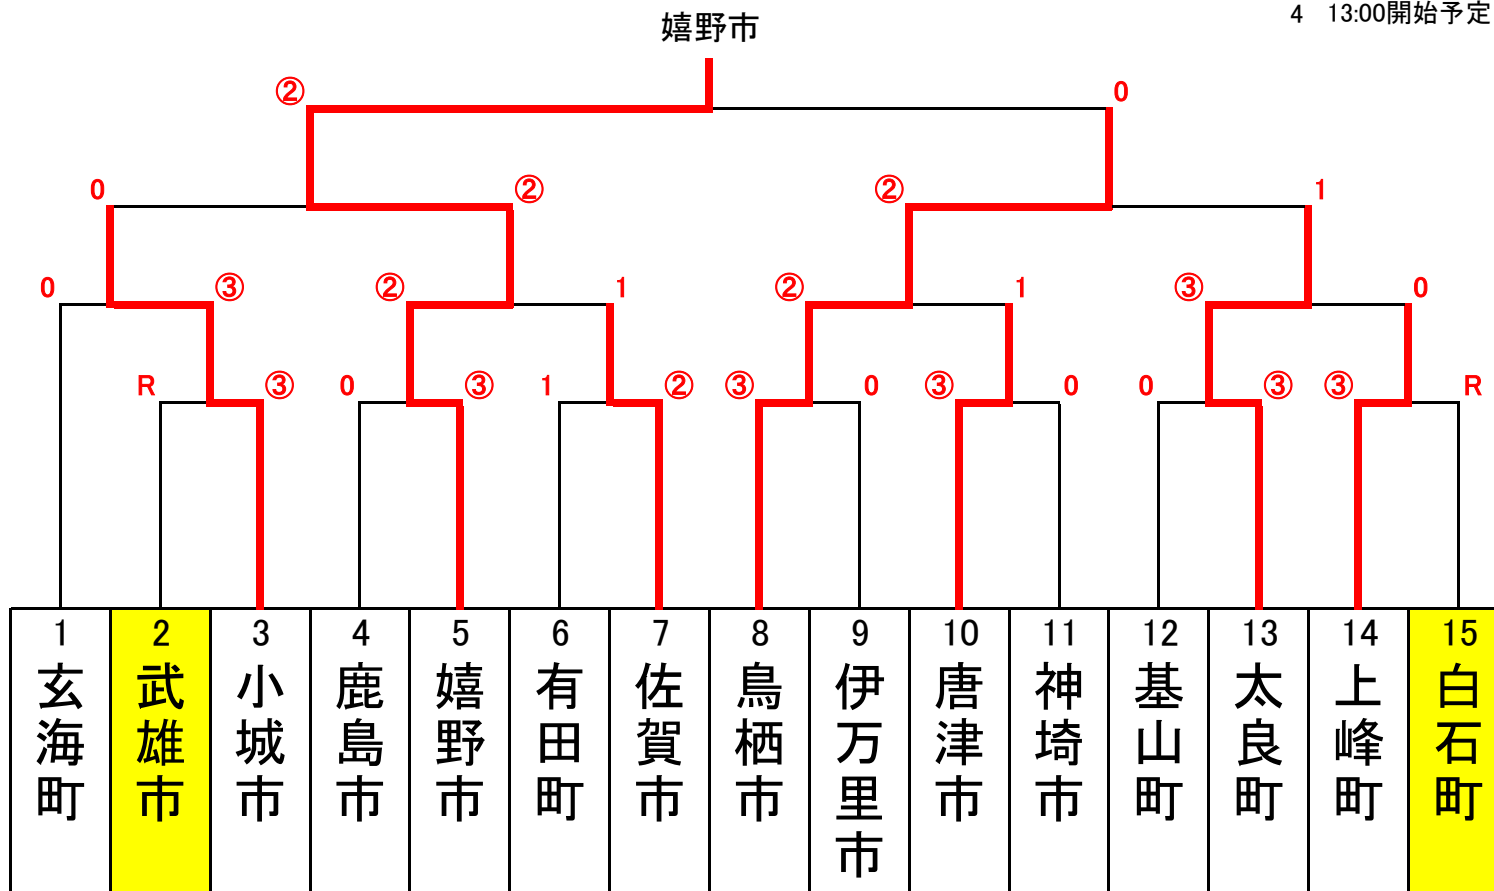 4 13:00開始予定
嬉野市
② 0
0 ② ② 1
0 ③ ② 1 ② 1 ③ 0
R ③ 0 ③ 1 ② ③ 0 ③ 0 0 ③ ③ R
1 2 3 4 5 6 7 8 9 10 11 12 13 14 15
玄海町
武雄市
小城市
鹿島市
嬉野市
有田町
佐賀市
鳥栖市
伊万里市
唐津市
神埼市
基山町
太良町
上峰町
白石町